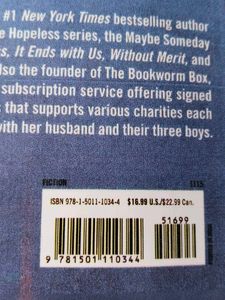 #1 New York Times bestselling author
e Hopeless series, the Maybe Someday
s, It Ends with Us, Without Merit, and
lso the founder of The Bookworm Box,
subscription service offering signed
s that supports various charities each
with her husband and their three boys.
FICTION 1115
ISBN 978-1-5011-1034-4 $16.99 U.S./$22.99 Can.
51699
9 781501 110344